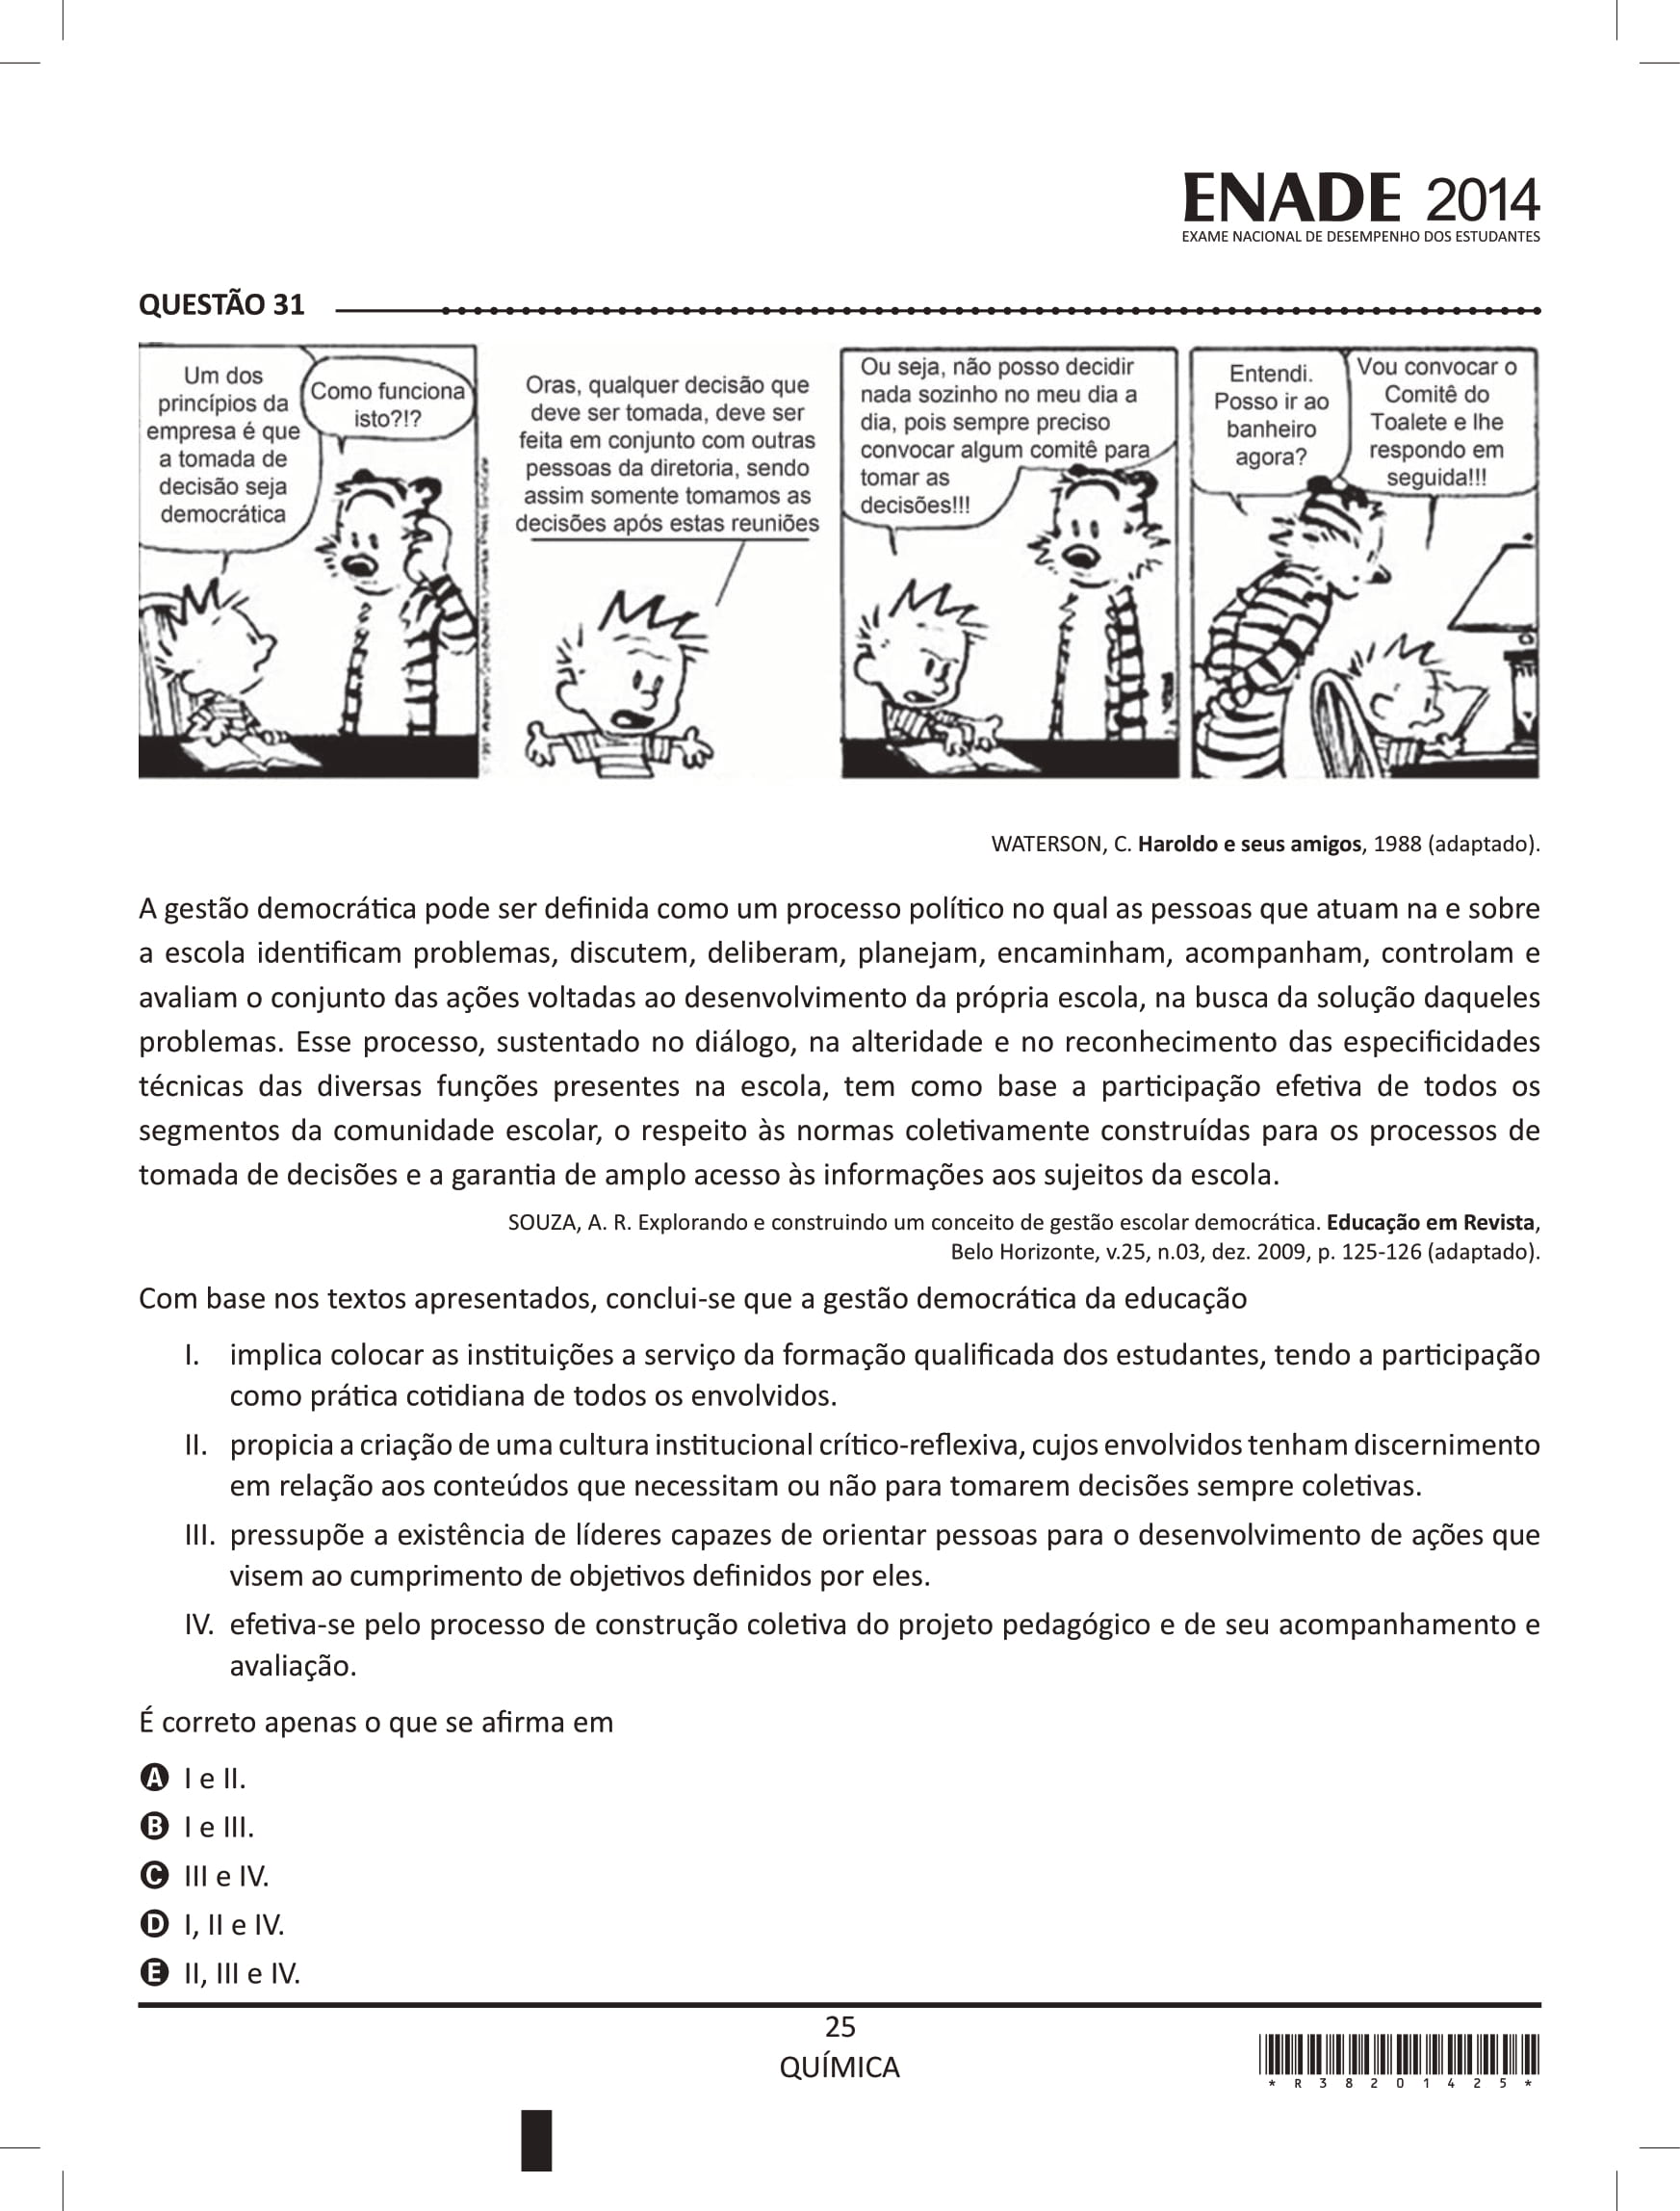 ENADE 2014
EXAME NACIONAL DE DESEMPENHO DOS ESTUDANTES
QUESTÃO 31
Um dos
princípios da
empresa é que
a tomada de
decisão seja
democrática
Como funciona
isto?!?
Oras, qualquer decisão que
deve ser tomada, deve ser
feita em conjunto com outras
pessoas da diretoria, sendo
assim somente tomamos as
decisões após estas reuniões
Ou seja, não posso decidir
nada sozinho no meu dia a
dia, pois sempre preciso
convocar algum comitê para
tomar as
decisões!!!
Entendi.
Posso ir ao
banheiro
agora?
Vou convocar o
Comitê do
Toalete e lhe
respondo em
seguida!!!
WATERSON, C. Haroldo e seus amigos, 1988 (adaptado).
A gestão democrática pode ser definida como um processo político no qual as pessoas que atuam na e sobre
a escola identificam problemas, discutem, deliberam, planejam, encaminham, acompanham, controlam e
avaliam o conjunto das ações voltadas ao desenvolvimento da própria escola, na busca da solução daqueles
problemas. Esse processo, sustentado no diálogo, na alteridade e no reconhecimento das especificidades
técnicas das diversas funções presentes na escola, tem como base a participação efetiva de todos os
segmentos da comunidade escolar, o respeito às normas coletivamente construídas para os processos de
tomada de decisões e a garantia de amplo acesso às informações aos sujeitos da escola.
SOUZA, A. R. Explorando e construindo um conceito de gestão escolar democrática. Educação em Revista,
Belo Horizonte, v.25, n.03, dez. 2009, p. 125-126 (adaptado).
Com base nos textos apresentados, conclui-se que a gestão democrática da educação
I. implica colocar as instituições a serviço da formação qualificada dos estudantes, tendo a participação
como prática cotidiana de todos os envolvidos.
II. propicia a criação de uma cultura institucional crítico-reflexiva, cujos envolvidos tenham discernimento
em relação aos conteúdos que necessitam ou não para tomarem decisões sempre coletivas.
III. pressupõe a existência de líderes capazes de orientar pessoas para o desenvolvimento de ações que
visem ao cumprimento de objetivos definidos por eles.
IV. efetiva-se pelo processo de construção coletiva do projeto pedagógico e de seu acompanhamento e
avaliação.
É correto apenas o que se afirma em
A I e II.
B I e III.
C III e IV.
D I, II e IV.
E II, III e IV.
25
QUÍMICA
* R 3 8 2 0 1 4 2 5 *